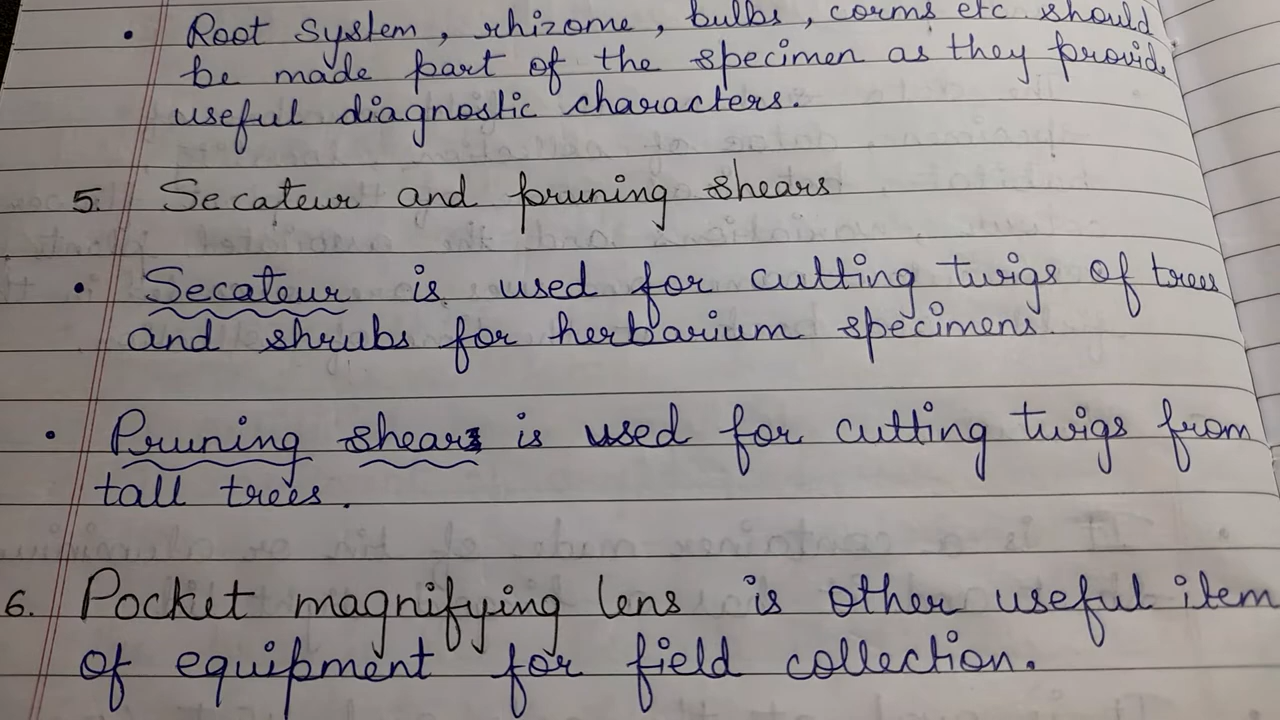 • Root system, rhizome, bulbs, corms etc should
be made part of the specimen as they provide
useful diagnostic characters.
5. Secateur and pruning shears
• Secateur is used for cutting twigs of trees
and shrubs for herbarium specimens.
• Pruning shears is used for cutting twigs from
tall trees.
6. Pocket magnifying lens is other useful item
of equipment for field collection.